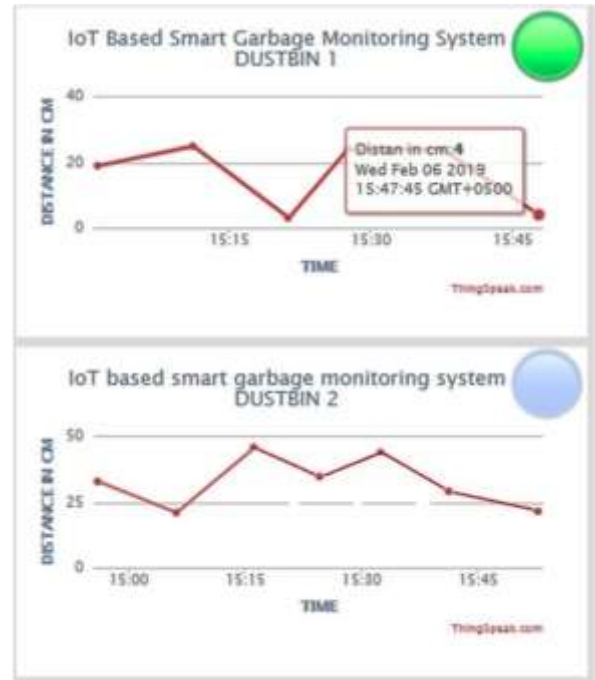 IoT Based Smart Garbage Monitoring System
DUSTBIN 1
DISTANCE IN CM
40
20
0
Distan in cm:4
Wed Feb 06 2019
15:47:45 GMT+0500
15:15
15:30
15:45
TIME
ThingSpeak.com
IoT based smart garbage monitoring system
DUSTBIN 2
DISTANCE IN CM
50
25
0
15:00
15:15
15:30
15:45
TIME
ThingSpeak.com